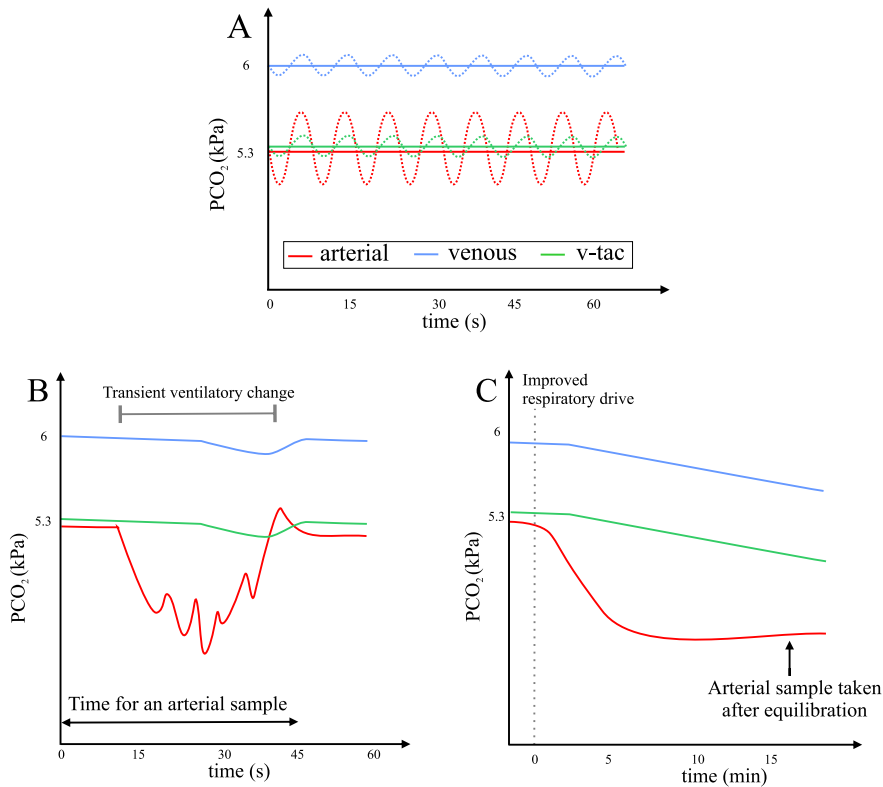 A
6
5.3
PCO₂ (kPa)
arterial venous v-tac
0 15 30 45 60
time (s)
B
Transient ventilatory change
6
5.3
PCO₂ (kPa)
Time for an arterial sample
0 15 30 45 60
time (s)
C
Improved
respiratory drive
6
5.3
PCO₂ (kPa)
Arterial sample taken
after equilibration
0 5 10 15
time (min)